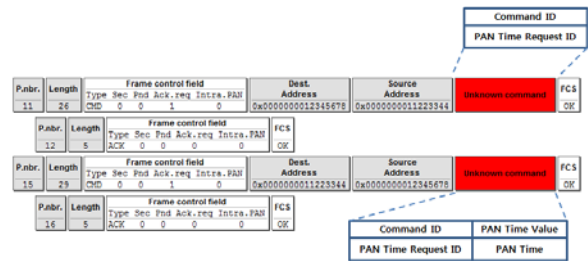 Command ID
PAN Time Request ID
P.nbr. Length Frame control field Dest. Address Source Address Unknown command FCS
Type Sec Pnd Ack.req Intra.PAN
11 26 CMD 0 0 1 0 0x0000000012345678 0x0000000011223344 OK
P.nbr. Length Frame control field FCS
Type Sec Pnd Ack.req Intra.PAN
12 5 ACK 0 0 0 0 OK
P.nbr. Length Frame control field Dest. Address Source Address Unknown command FCS
Type Sec Pnd Ack.req Intra.PAN
15 29 CMD 0 0 1 0 0x0000000011223344 0x0000000012345678 OK
P.nbr. Length Frame control field FCS
Type Sec Pnd Ack.req Intra.PAN
16 5 ACK 0 0 0 0 OK
Command ID PAN Time Value
PAN Time Request ID PAN Time